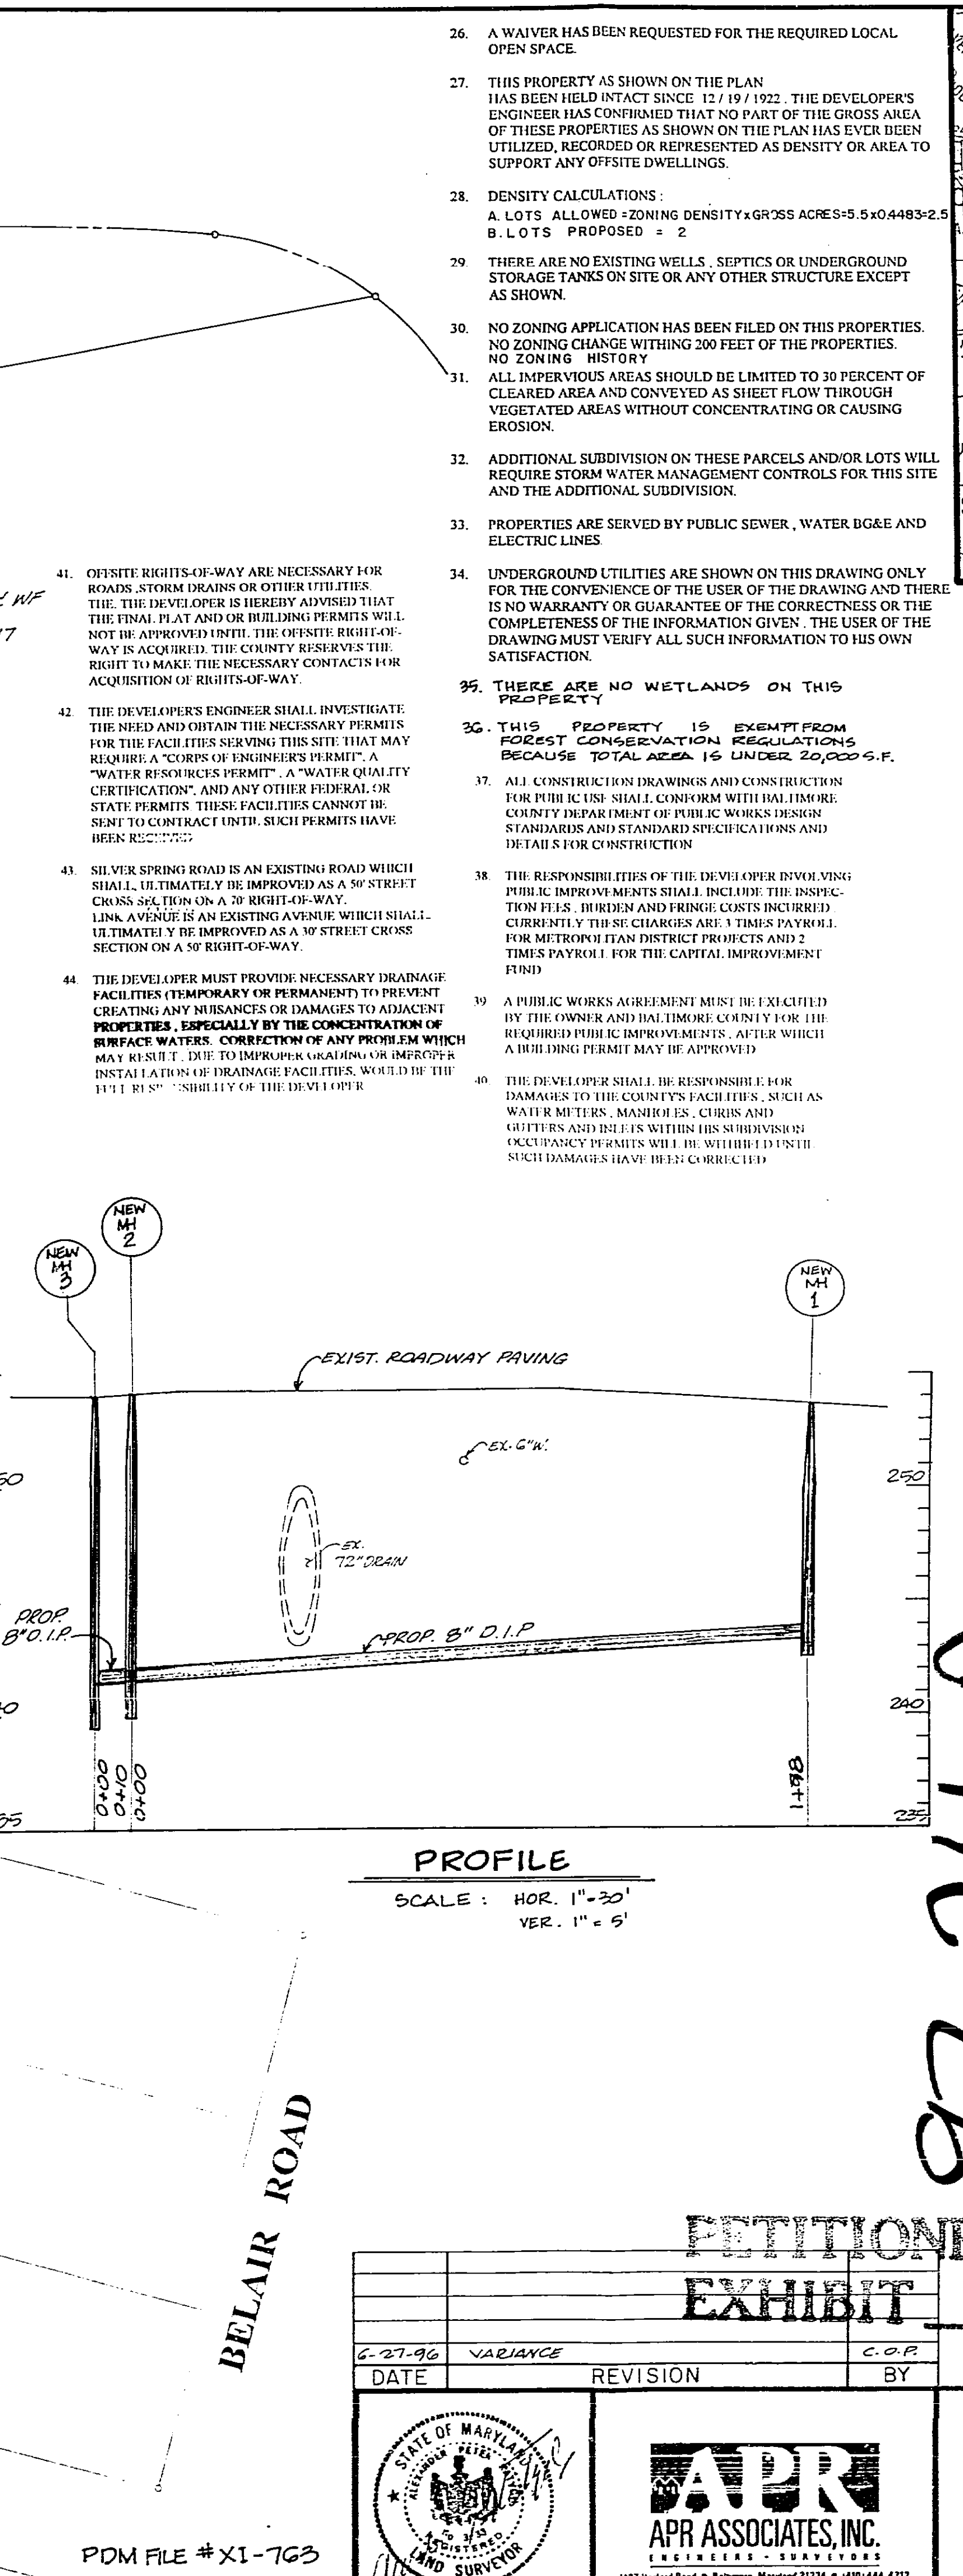 26. A WAIVER HAS BEEN REQUESTED FOR THE REQUIRED LOCAL
OPEN SPACE.
27. THIS PROPERTY AS SHOWN ON THE PLAN
HAS BEEN HELD INTACT SINCE 12 / 19 / 1922 . THE DEVELOPER'S
ENGINEER HAS CONFIRMED THAT NO PART OF THE GROSS AREA
OF THESE PROPERTIES AS SHOWN ON THE PLAN HAS EVER BEEN
UTILIZED, RECORDED OR REPRESENTED AS DENSITY OR AREA TO
SUPPORT ANY OFFSITE DWELLINGS.
28. DENSITY CALCULATIONS :
A. LOTS ALLOWED =ZONING DENSITYxGROSS ACRES=5.5x0.4483=2.5
B. LOTS PROPOSED = 2
29. THERE ARE NO EXISTING WELLS , SEPTICS OR UNDERGROUND
STORAGE TANKS ON SITE OR ANY OTHER STRUCTURE EXCEPT
AS SHOWN.
30. NO ZONING APPLICATION HAS BEEN FILED ON THIS PROPERTIES.
NO ZONING CHANGE WITHING 200 FEET OF THE PROPERTIES.
NO ZONING HISTORY
31. ALL IMPERVIOUS AREAS SHOULD BE LIMITED TO 30 PERCENT OF
CLEARED AREA AND CONVEYED AS SHEET FLOW THROUGH
VEGETATED AREAS WITHOUT CONCENTRATING OR CAUSING
EROSION.
32. ADDITIONAL SUBDIVISION ON THESE PARCELS AND/OR LOTS WILL
REQUIRE STORM WATER MANAGEMENT CONTROLS FOR THIS SITE
AND THE ADDITIONAL SUBDIVISION.
33. PROPERTIES ARE SERVED BY PUBLIC SEWER , WATER BG&E AND
ELECTRIC LINES.
34. UNDERGROUND UTILITIES ARE SHOWN ON THIS DRAWING ONLY
FOR THE CONVENIENCE OF THE USER OF THE DRAWING AND THERE
IS NO WARRANTY OR GUARANTEE OF THE CORRECTNESS OR THE
COMPLETENESS OF THE INFORMATION GIVEN . THE USER OF THE
DRAWING MUST VERIFY ALL SUCH INFORMATION TO HIS OWN
SATISFACTION.
35. THERE ARE NO WETLANDS ON THIS
PROPERTY
36. THIS PROPERTY IS EXEMPT FROM
FOREST CONSERVATION REGULATIONS
BECAUSE TOTAL AREA IS UNDER 20,000 S.F.
37. ALL CONSTRUCTION DRAWINGS AND CONSTRUCTION
FOR PUBLIC USE SHALL CONFORM WITH BALTIMORE
COUNTY DEPARTMENT OF PUBLIC WORKS DESIGN
STANDARDS AND STANDARD SPECIFICATIONS AND
DETAILS FOR CONSTRUCTION
38. THE RESPONSIBILITIES OF THE DEVELOPER INVOLVING
PUBLIC IMPROVEMENTS SHALL INCLUDE THE INSPEC-
TION FEES , BURDEN AND FRINGE COSTS INCURRED
CURRENTLY THESE CHARGES ARE 3 TIMES PAYROLL
FOR METROPOLITAN DISTRICT PROJECTS AND 2
TIMES PAYROLL FOR THE CAPITAL IMPROVEMENT
FUND
39 A PUBLIC WORKS AGREEMENT MUST BE EXECUTED
BY THE OWNER AND BALTIMORE COUNTY FOR THE
REQUIRED PUBLIC IMPROVEMENTS , AFTER WHICH
A BUILDING PERMIT MAY BE APPROVED
40. THE DEVELOPER SHALL BE RESPONSIBLE FOR
DAMAGES TO THE COUNTY'S FACILITIES , SUCH AS
WATER METERS , MANHOLES , CURBS AND
GUTTERS AND INLETS WITHIN HIS SUBDIVISION
OCCUPANCY PERMITS WILL BE WITHHELD UNTIL
SUCH DAMAGES HAVE BEEN CORRECTED
WF
41. OFFSITE RIGHTS-OF-WAY ARE NECESSARY FOR
ROADS ,STORM DRAINS OR OTHER UTILITIES.
THE. THE DEVELOPER IS HEREBY ADVISED THAT
THE FINAL PLAT AND OR BUILDING PERMITS WILL
NOT BE APPROVED UNTIL THE OFFSITE RIGHT-OF-
WAY IS ACQUIRED. THE COUNTY RESERVES THE
RIGHT TO MAKE THE NECESSARY CONTACTS FOR
ACQUISITION OF RIGHTS-OF-WAY.
42. THE DEVELOPER'S ENGINEER SHALL INVESTIGATE
THE NEED AND OBTAIN THE NECESSARY PERMITS
FOR THE FACILITIES SERVING THIS SITE THAT MAY
REQUIRE A "CORPS OF ENGINEER'S PERMIT", A
"WATER RESOURCES PERMIT" , A "WATER QUALITY
CERTIFICATION", AND ANY OTHER FEDERAL OR
STATE PERMITS. THESE FACILITIES CANNOT BE
SENT TO CONTRACT UNTIL SUCH PERMITS HAVE
BEEN RECEIVED
43. SILVER SPRING ROAD IS AN EXISTING ROAD WHICH
SHALL, ULTIMATELY BE IMPROVED AS A 50' STREET
CROSS SECTION ON A 70' RIGHT-OF-WAY.
LINK AVENUE IS AN EXISTING AVENUE WHICH SHALL
ULTIMATELY BE IMPROVED AS A 30' STREET CROSS
SECTION ON A 50' RIGHT-OF-WAY.
44. THE DEVELOPER MUST PROVIDE NECESSARY DRAINAGE
FACILITIES (TEMPORARY OR PERMANENT) TO PREVENT
CREATING ANY NUISANCES OR DAMAGES TO ADJACENT
PROPERTIES , ESPECIALLY BY THE CONCENTRATION OF
SURFACE WATERS. CORRECTION OF ANY PROBLEM WHICH
MAY RESULT , DUE TO IMPROPER GRADING OR IMPROPER
INSTALLATION OF DRAINAGE FACILITIES, WOULD BE THE
FULL RESPONSIBILITY OF THE DEVELOPER
NEW MH 2
NEW MH 3
NEW MH 1
EXIST. ROADWAY PAVING
EX. 6"W.
250
EX.
72" DRAIN
PROP.
8" D.I.P.
PROP. 8" D.I.P
240
0+00
0+10
0+00
1+98
235
PROFILE
SCALE : HOR. 1"=30'
VER. 1" = 5'
BELAIR ROAD
PETITION
EXHIBIT
6-27-96 VARIANCE C.O.P.
DATE REVISION BY
STATE OF MARYLAND
ALEXANDER PETER
REGISTERED
LAND SURVEYOR
APR
APR ASSOCIATES, INC.
ENGINEERS - SURVEYORS
PDM FILE # XI-763